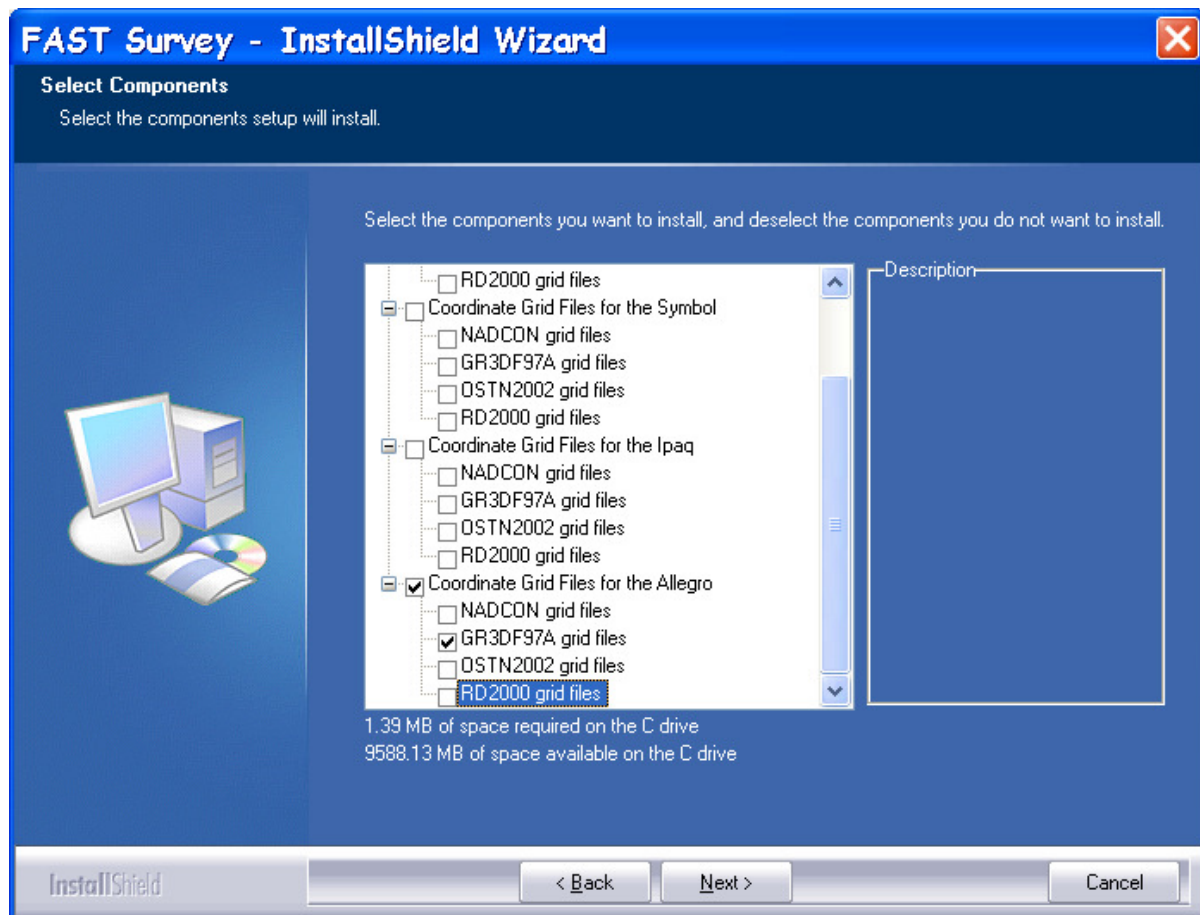 FAST Survey - InstallShield Wizard
Select Components
Select the components setup will install.
Select the components you want to install, and deselect the components you do not want to install.
RD2000 grid files
Coordinate Grid Files for the Symbol
NADCON grid files
GR3DF97A grid files
OSTN2002 grid files
RD2000 grid files
Coordinate Grid Files for the Ipaq
NADCON grid files
GR3DF97A grid files
OSTN2002 grid files
RD2000 grid files
Coordinate Grid Files for the Allegro
NADCON grid files
GR3DF97A grid files
OSTN2002 grid files
RD2000 grid files
Description
1.39 MB of space required on the C drive
9588.13 MB of space available on the C drive
InstallShield
< Back
Next >
Cancel